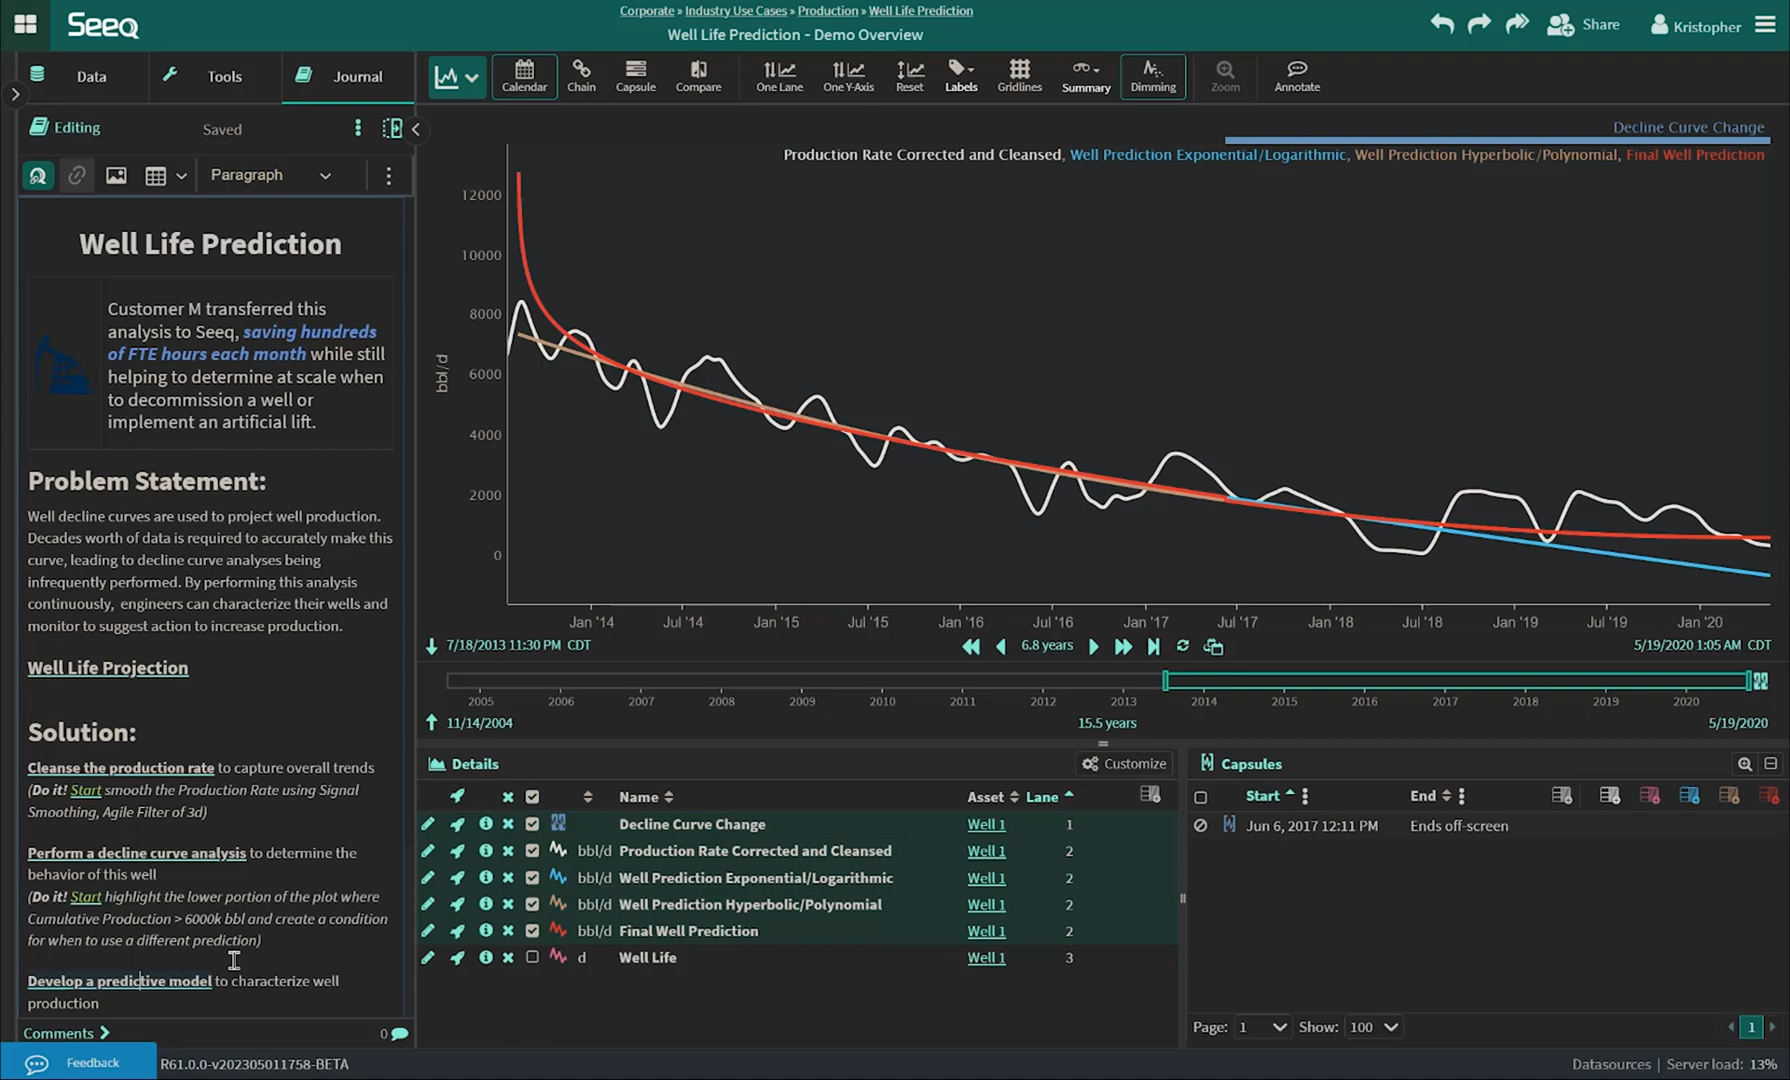 Seeq
Corporate » Industry Use Cases » Production » Well Life Prediction
Well Life Prediction - Demo Overview
Share
Kristopher
Data
Tools
Journal
Calendar
Chain
Capsule
Compare
One Lane
One Y-Axis
Reset
Labels
Gridlines
Summary
Dimming
Zoom
Annotate
Editing
Saved
Paragraph
Well Life Prediction
Customer M transferred this
analysis to Seeq, saving hundreds
of FTE hours each month while still
helping to determine at scale when
to decommission a well or
implement an artificial lift.
Problem Statement:
Well decline curves are used to project well production.
Decades worth of data is required to accurately make this
curve, leading to decline curve analyses being
infrequently performed. By performing this analysis
continuously, engineers can characterize their wells and
monitor to suggest action to increase production.
Well Life Projection
Solution:
Cleanse the production rate to capture overall trends
(Do it! Start smooth the Production Rate using Signal
Smoothing, Agile Filter of 3d)
Perform a decline curve analysis to determine the
behavior of this well
(Do it! Start highlight the lower portion of the plot where
Cumulative Production > 6000k bbl and create a condition
for when to use a different prediction)
Develop a predictive model to characterize well
production
Comments
0
Feedback
R61.0.0-v202305011758-BETA
Decline Curve Change
Production Rate Corrected and Cleansed, Well Prediction Exponential/Logarithmic, Well Prediction Hyperbolic/Polynomial, Final Well Prediction
12000
10000
8000
6000
4000
2000
0
bbl/d
Jan '14 Jul '14 Jan '15 Jul '15 Jan '16 Jul '16 Jan '17 Jul '17 Jan '18 Jul '18 Jan '19 Jul '19 Jan '20
7/18/2013 11:30 PM CDT
6.8 years
5/19/2020 1:05 AM CDT
2005 2006 2007 2008 2009 2010 2011 2012 2013 2014 2015 2016 2017 2018 2019 2020
11/14/2004
15.5 years
5/19/2020
Details
Customize
Name Asset Lane
Decline Curve Change Well 1 1
bbl/d Production Rate Corrected and Cleansed Well 1 2
bbl/d Well Prediction Exponential/Logarithmic Well 1 2
bbl/d Well Prediction Hyperbolic/Polynomial Well 1 2
bbl/d Final Well Prediction Well 1 2
d Well Life Well 1 3
Capsules
Start End
Jun 6, 2017 12:11 PM Ends off-screen
Page: 1 Show: 100
1
Datasources | Server load: 13%